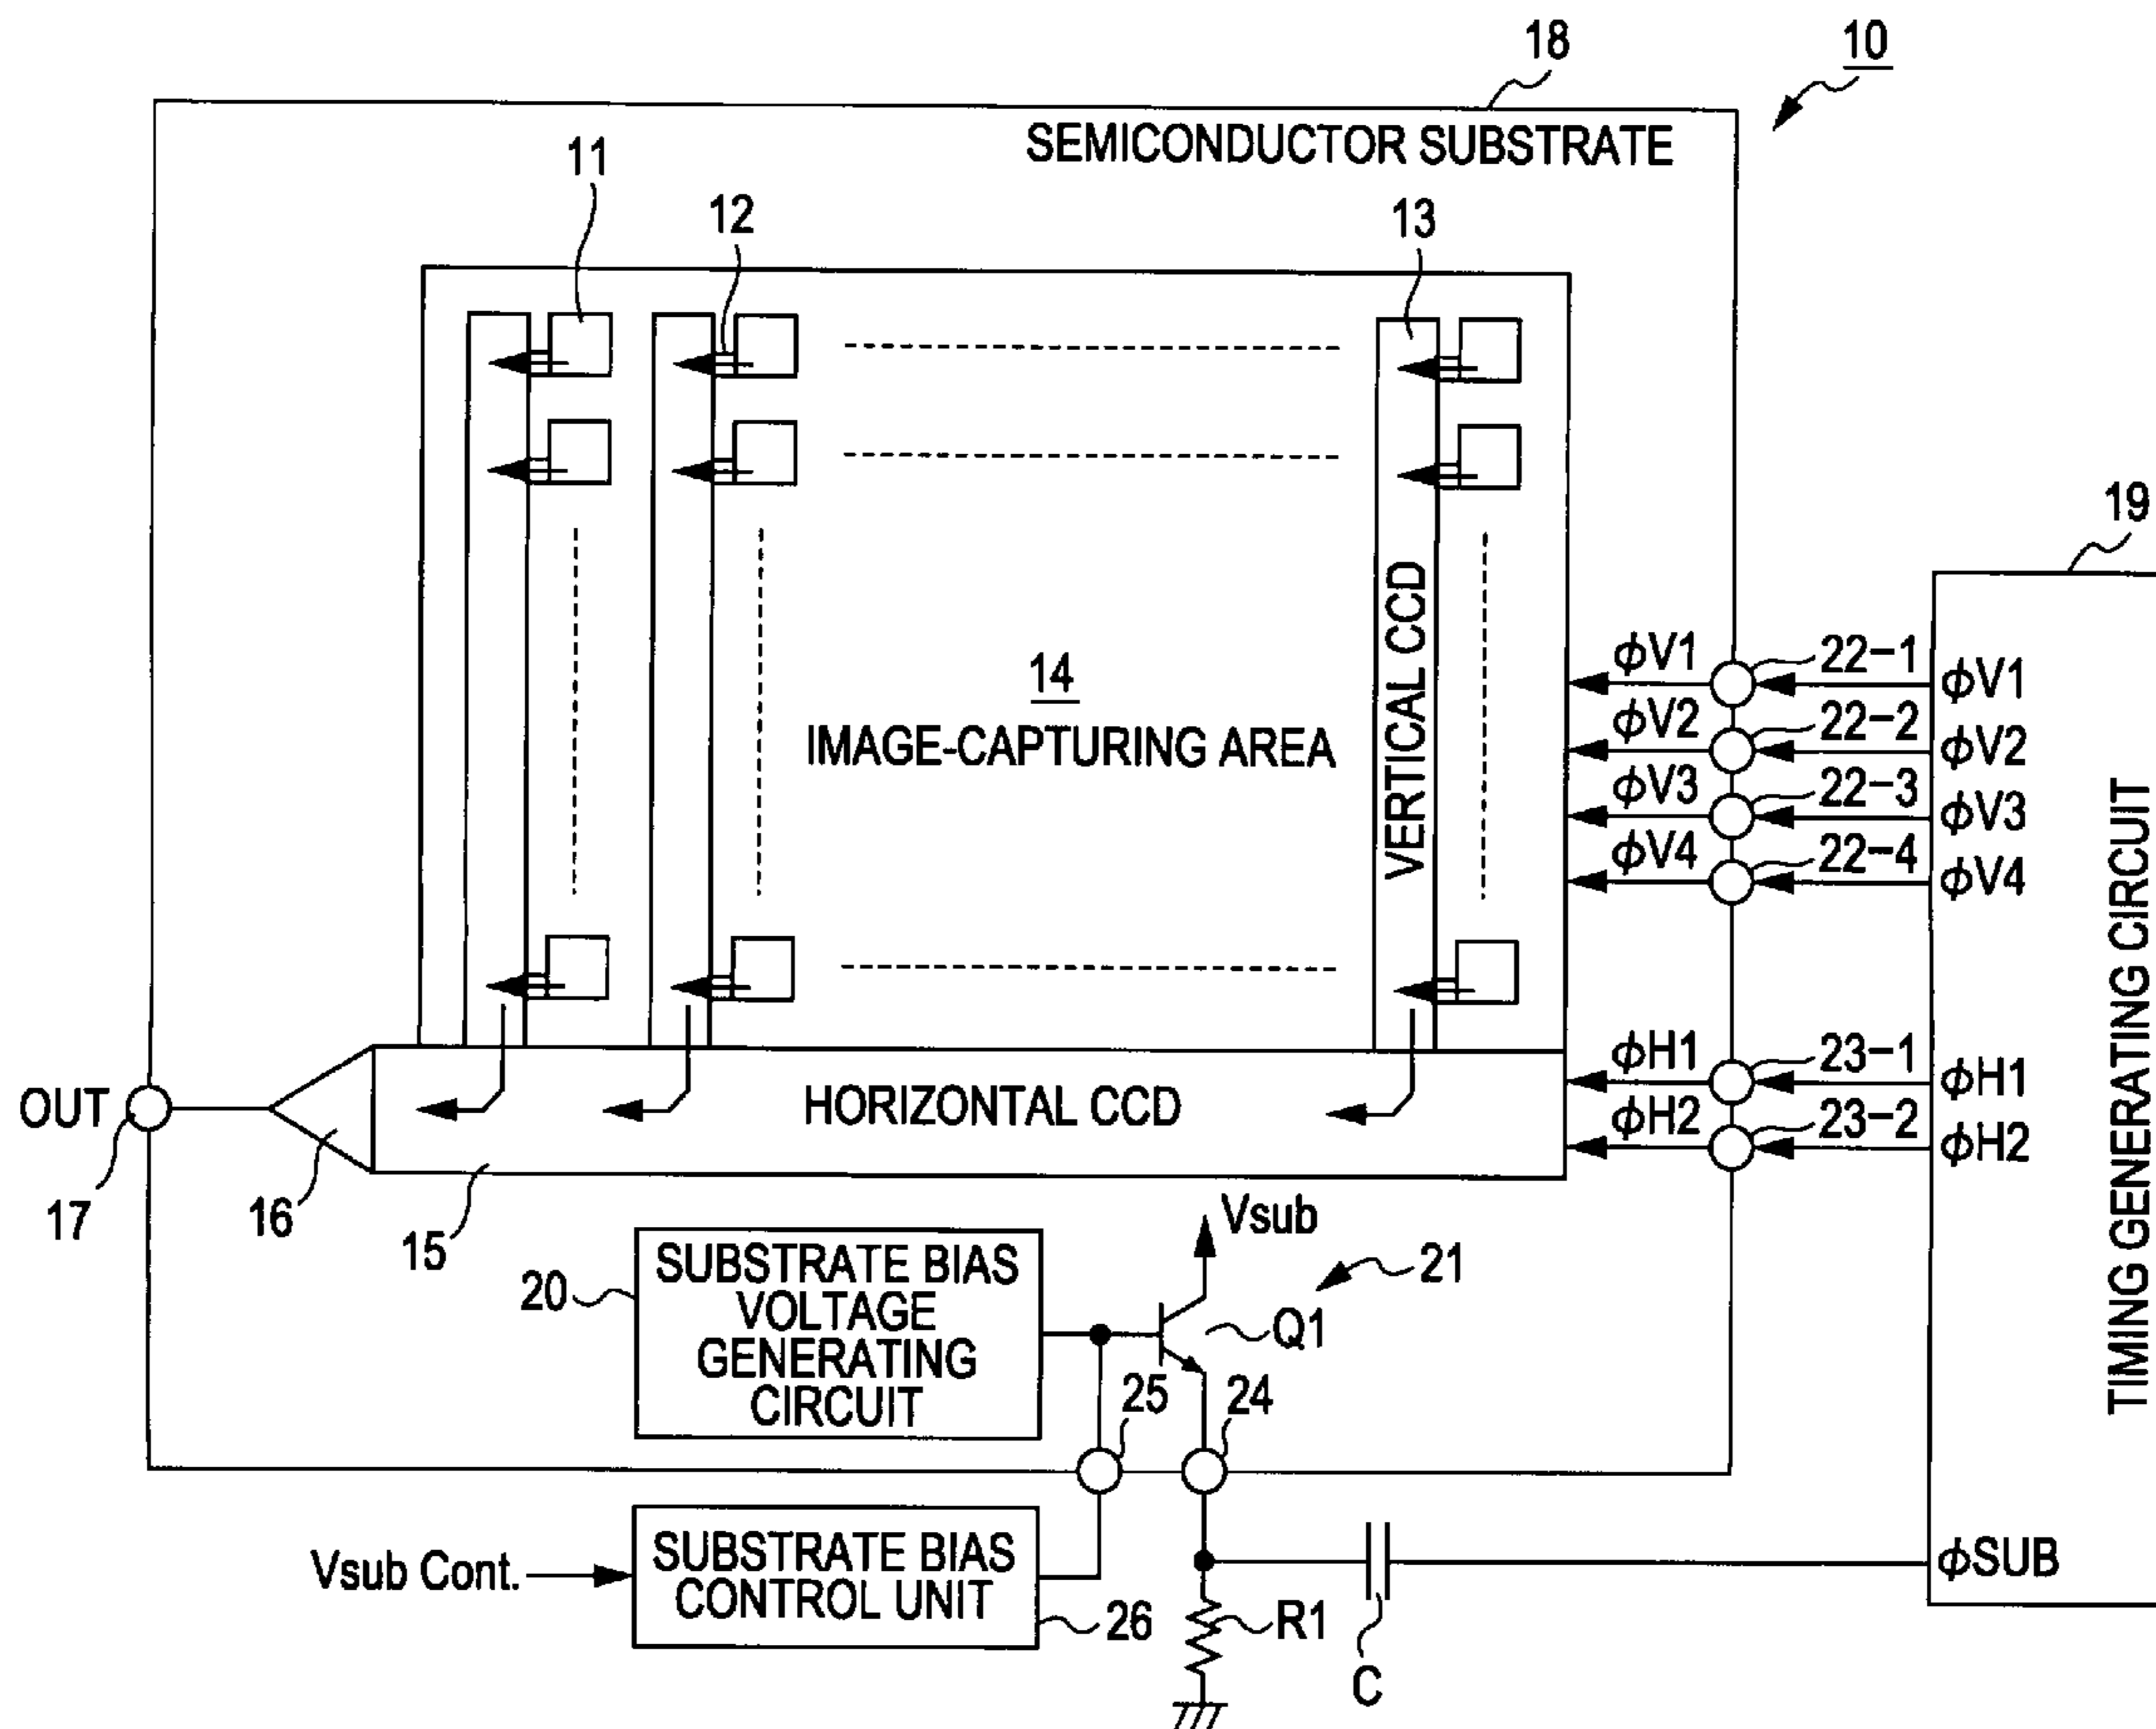 18
10
SEMICONDUCTOR SUBSTRATE
11
12
13
19
14
IMAGE-CAPTURING AREA
VERTICAL CCD
ϕV1
22-1
ϕV1
ϕV2
22-2
ϕV2
ϕV3
22-3
ϕV3
ϕV4
22-4
ϕV4
TIMING GENERATING CIRCUIT
ϕH1
23-1
ϕH1
ϕH2
23-2
ϕH2
OUT
HORIZONTAL CCD
17
16
15
Vsub
21
20
SUBSTRATE BIAS
VOLTAGE
GENERATING
CIRCUIT
Q1
25
24
Vsub Cont.
SUBSTRATE BIAS
CONTROL UNIT
26
R1
C
ϕSUB